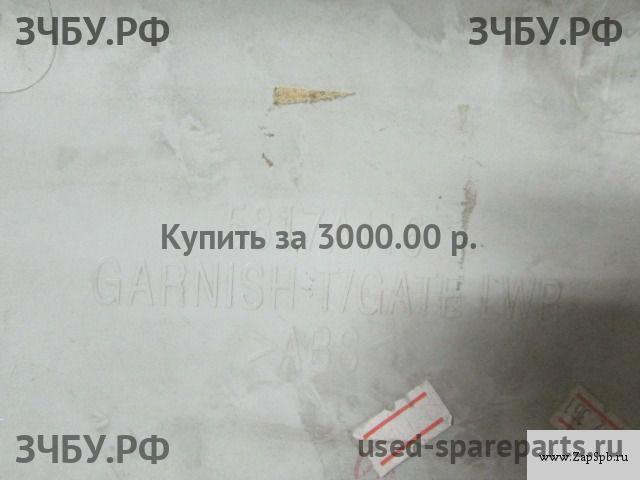 ЗЧБУ.РФ
ЗЧБУ.РФ
Купить за 3000.00 р.
GARNISH-T/GATE LWR
>ABS<
ЗЧБУ.РФ
used-spareparts.ru
www.ZapSpb.ru